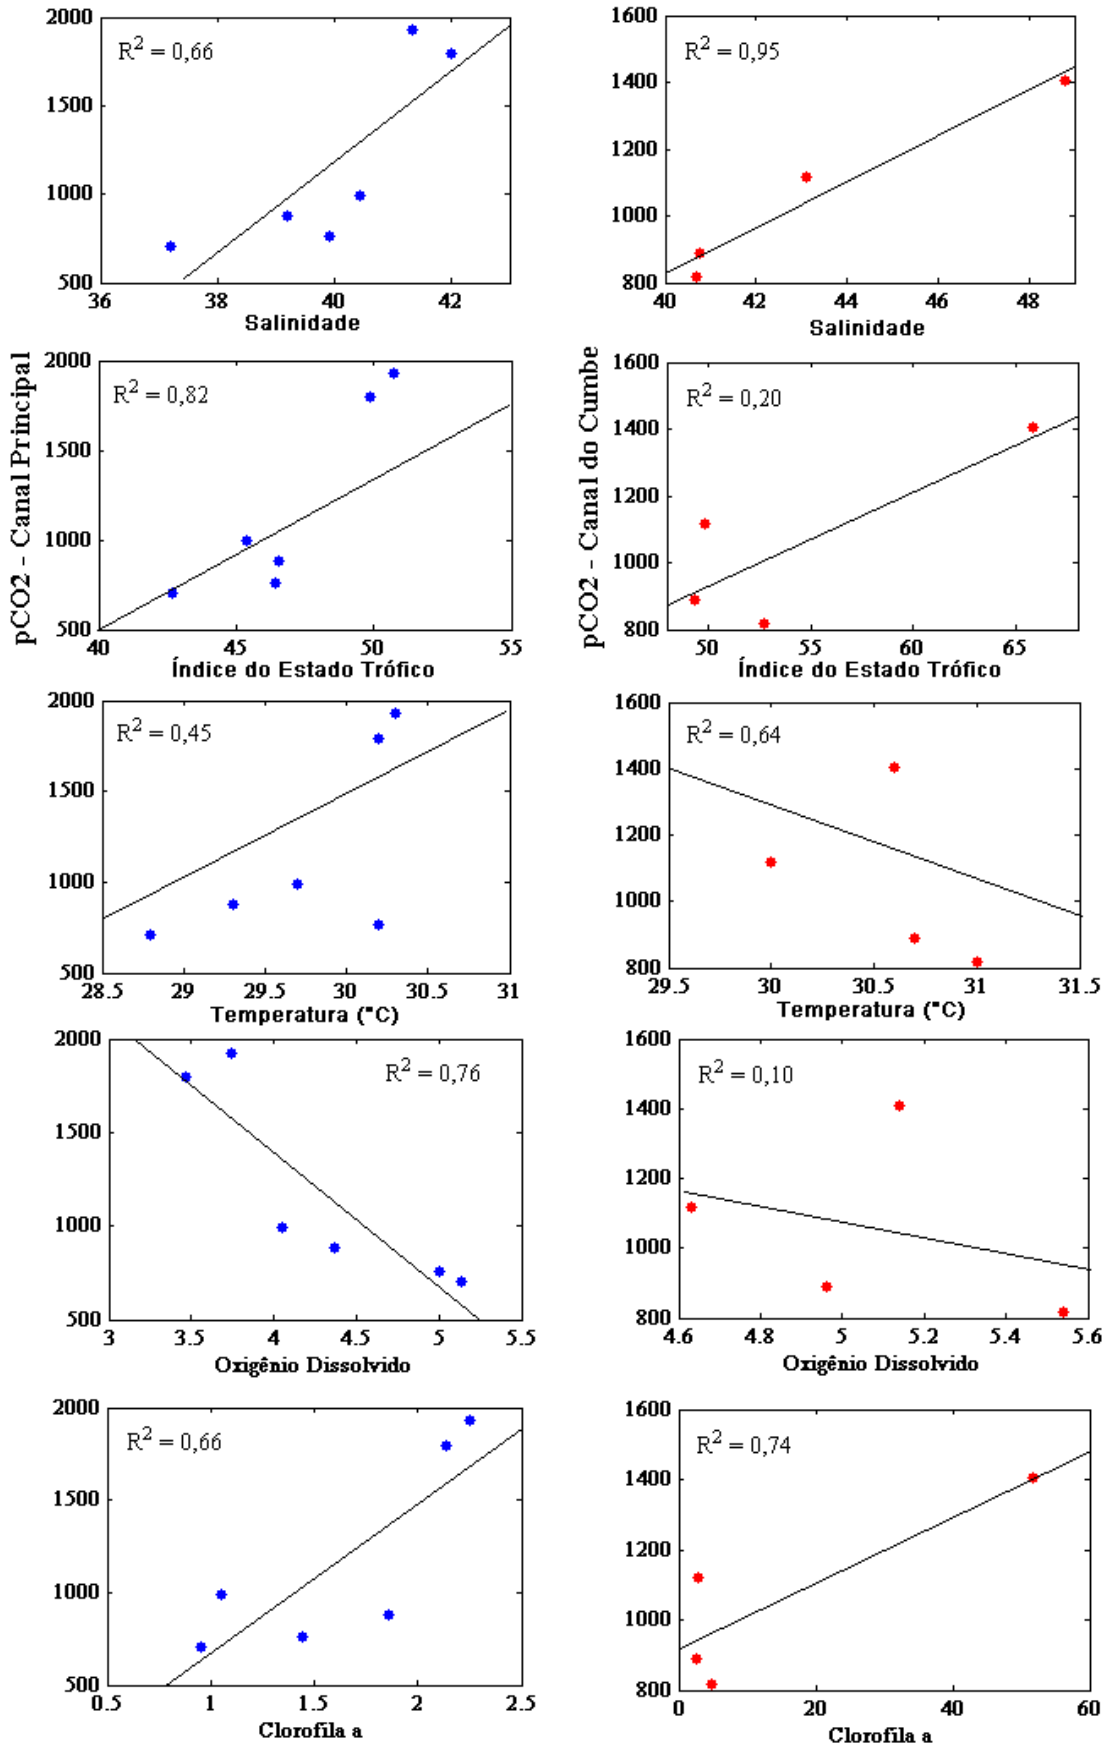 2000
1500
1000
500
R² = 0,66
36 38 40 42
Salinidade
1600
1400
1200
1000
800
R² = 0,95
40 42 44 46 48
Salinidade
pCO2 - Canal Principal
2000
1500
1000
500
R² = 0,82
40 45 50 55
Índice do Estado Trófico
pCO2 - Canal do Cumbe
1600
1400
1200
1000
800
R² = 0,20
50 55 60 65
Índice do Estado Trófico
2000
1500
1000
500
R² = 0,45
28.5 29 29.5 30 30.5 31
Temperatura (°C)
1600
1400
1200
1000
800
R² = 0,64
29.5 30 30.5 31 31.5
Temperatura (°C)
2000
1500
1000
500
R² = 0,76
3 3.5 4 4.5 5 5.5
Oxigênio Dissolvido
1600
1400
1200
1000
800
R² = 0,10
4.6 4.8 5 5.2 5.4 5.6
Oxigênio Dissolvido
2000
1500
1000
500
R² = 0,66
0.5 1 1.5 2 2.5
Clorofila a
1600
1400
1200
1000
800
R² = 0,74
0 20 40 60
Clorofila a